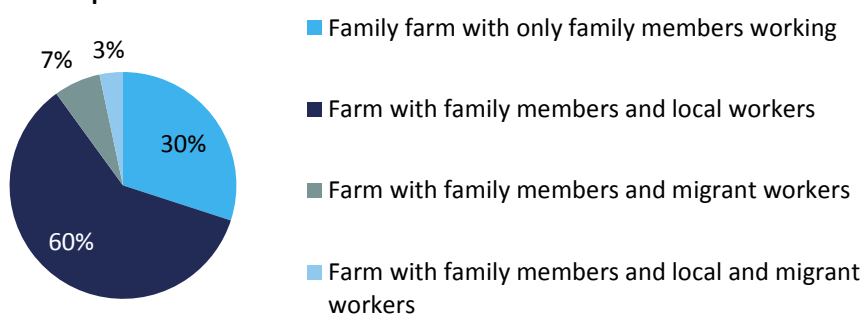 Family farm with only family members working
7%
3%
Farm with family members and local workers
30%
Farm with family members and migrant workers
60%
Farm with family members and local and migrant
workers